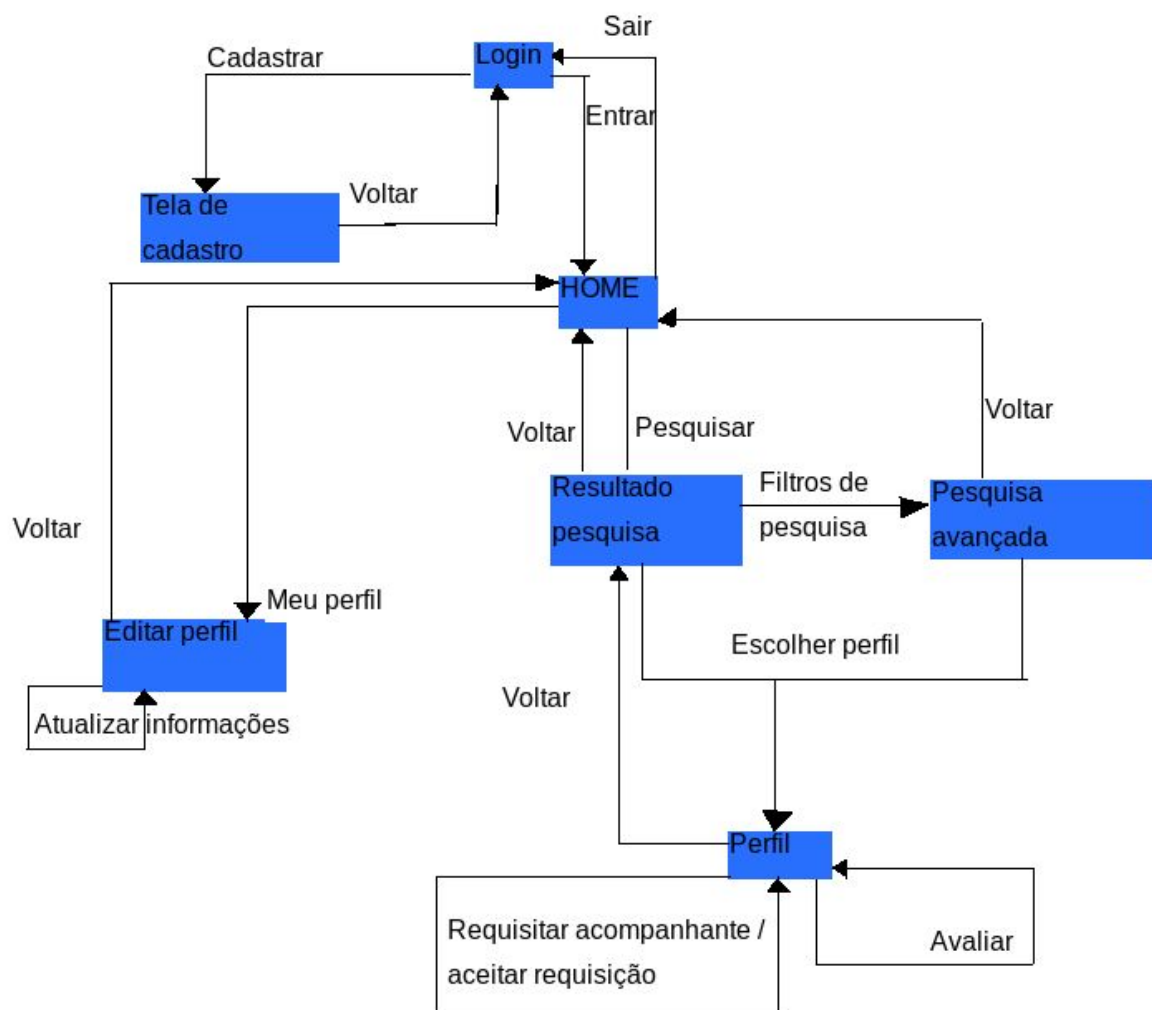 Sair
Cadastrar
Login
Entrar
Voltar
Tela de
cadastro
HOME
Voltar
Pesquisar
Voltar
Resultado
pesquisa
Filtros de
pesquisa
Pesquisa
avançada
Voltar
Meu perfil
Editar perfil
Atualizar informações
Escolher perfil
Voltar
Perfil
Requisitar acompanhante /
aceitar requisição
Avaliar